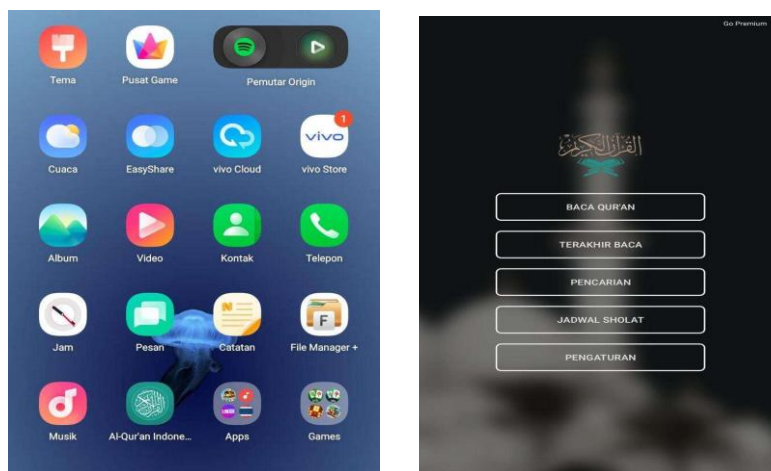 Tema
Pusat Game
Pemutar Origin
vivo
1
Cuaca
EasyShare
vivo Cloud
vivo Store
Album
Video
Kontak
Telepon
N
F
Jam
Pesan
Catatan
File Manager +
Musik
Al-Qur'an Indone...
Apps
Games
Go Premium
القرآن الكريم
BACA QUR'AN
TERAKHIR BACA
PENCARIAN
JADWAL SHOLAT
PENGATURAN